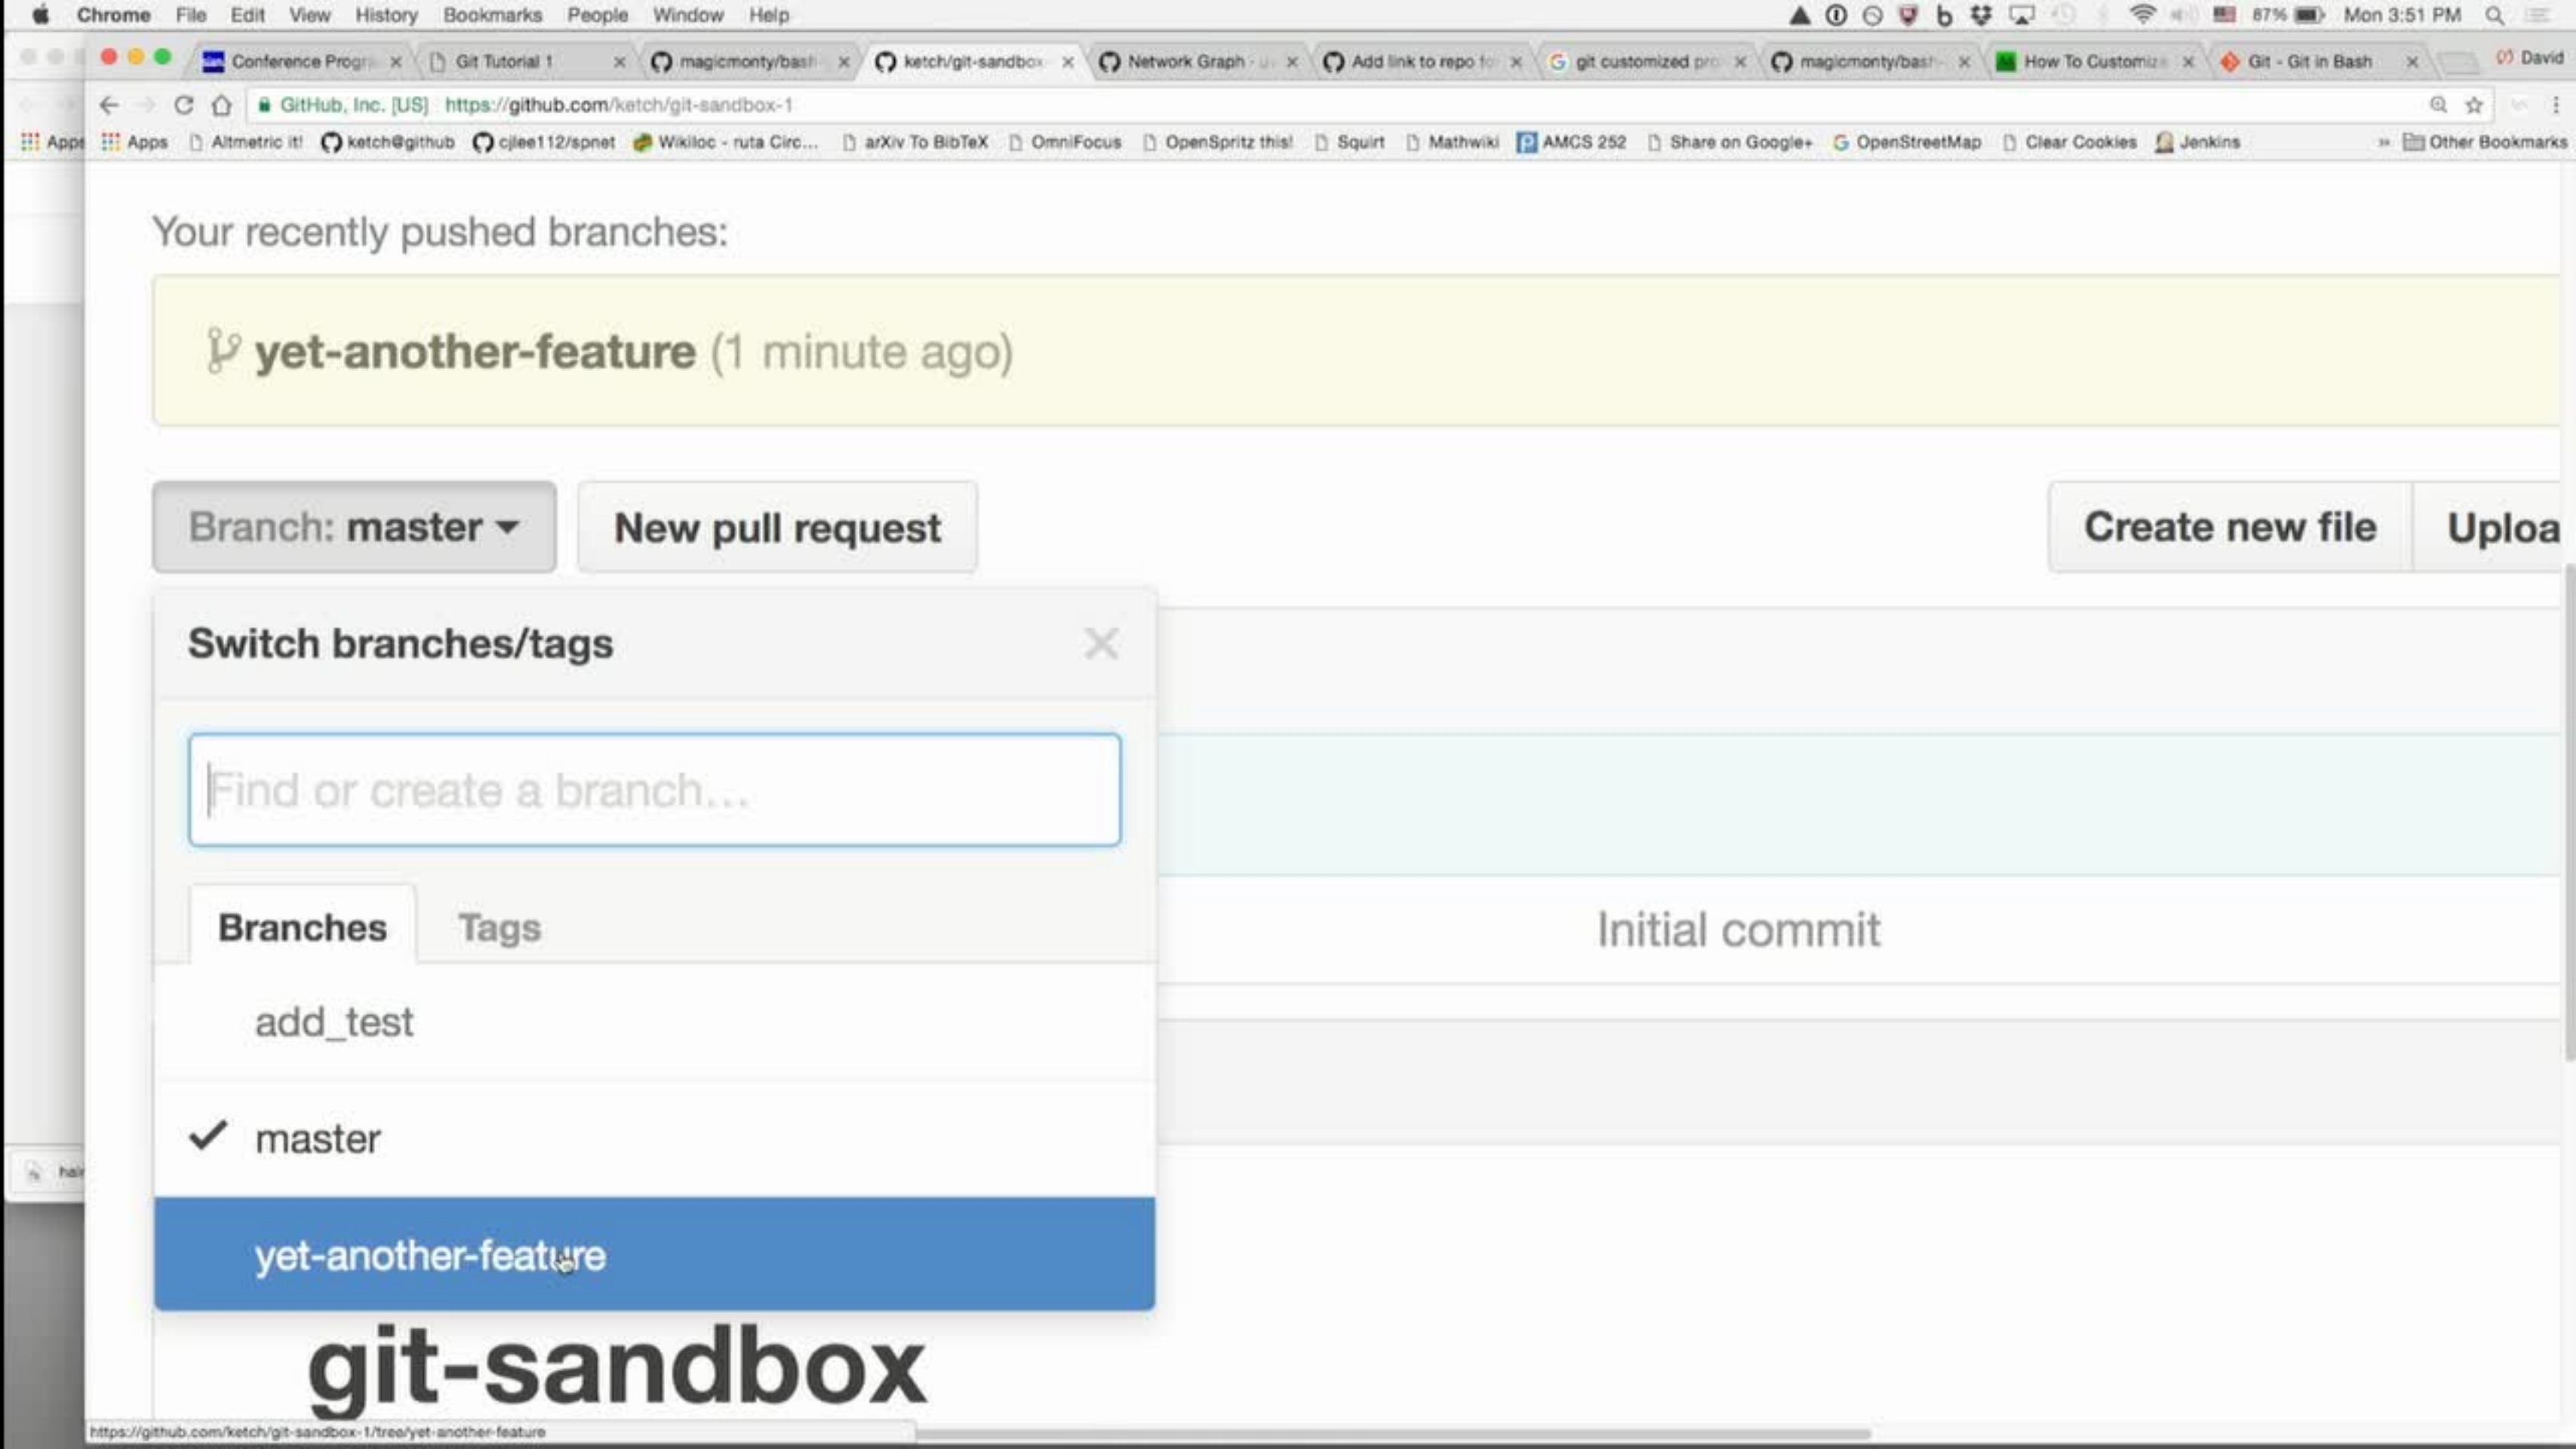 Chrome File Edit View History Bookmarks People Window Help 87% Mon 3:51 PM
Conference Progr Git Tutorial 1 magicmonty/bash ketch/git-sandbox Network Graph Add link to repo fo git customized pro magicmonty/bash- How To Customiz Git - Git in Bash David
GitHub, Inc. [US] https://github.com/ketch/git-sandbox-1
Apps Apps Altmetric it! ketch@github cjlee112/spnet Wikiloc - ruta Circ... arXiv To BibTeX OmniFocus OpenSpritz this! Squirt Mathwiki AMCS 252 Share on Google+ OpenStreetMap Clear Cookies Jenkins » Other Bookmarks
Your recently pushed branches:
yet-another-feature (1 minute ago)
Branch: master New pull request Create new file Uploa
Switch branches/tags
Find or create a branch...
Branches Tags
Initial commit
add_test
master
hair
yet-another-feature
git-sandbox
https://github.com/ketch/git-sandbox-1/tree/yet-another-feature